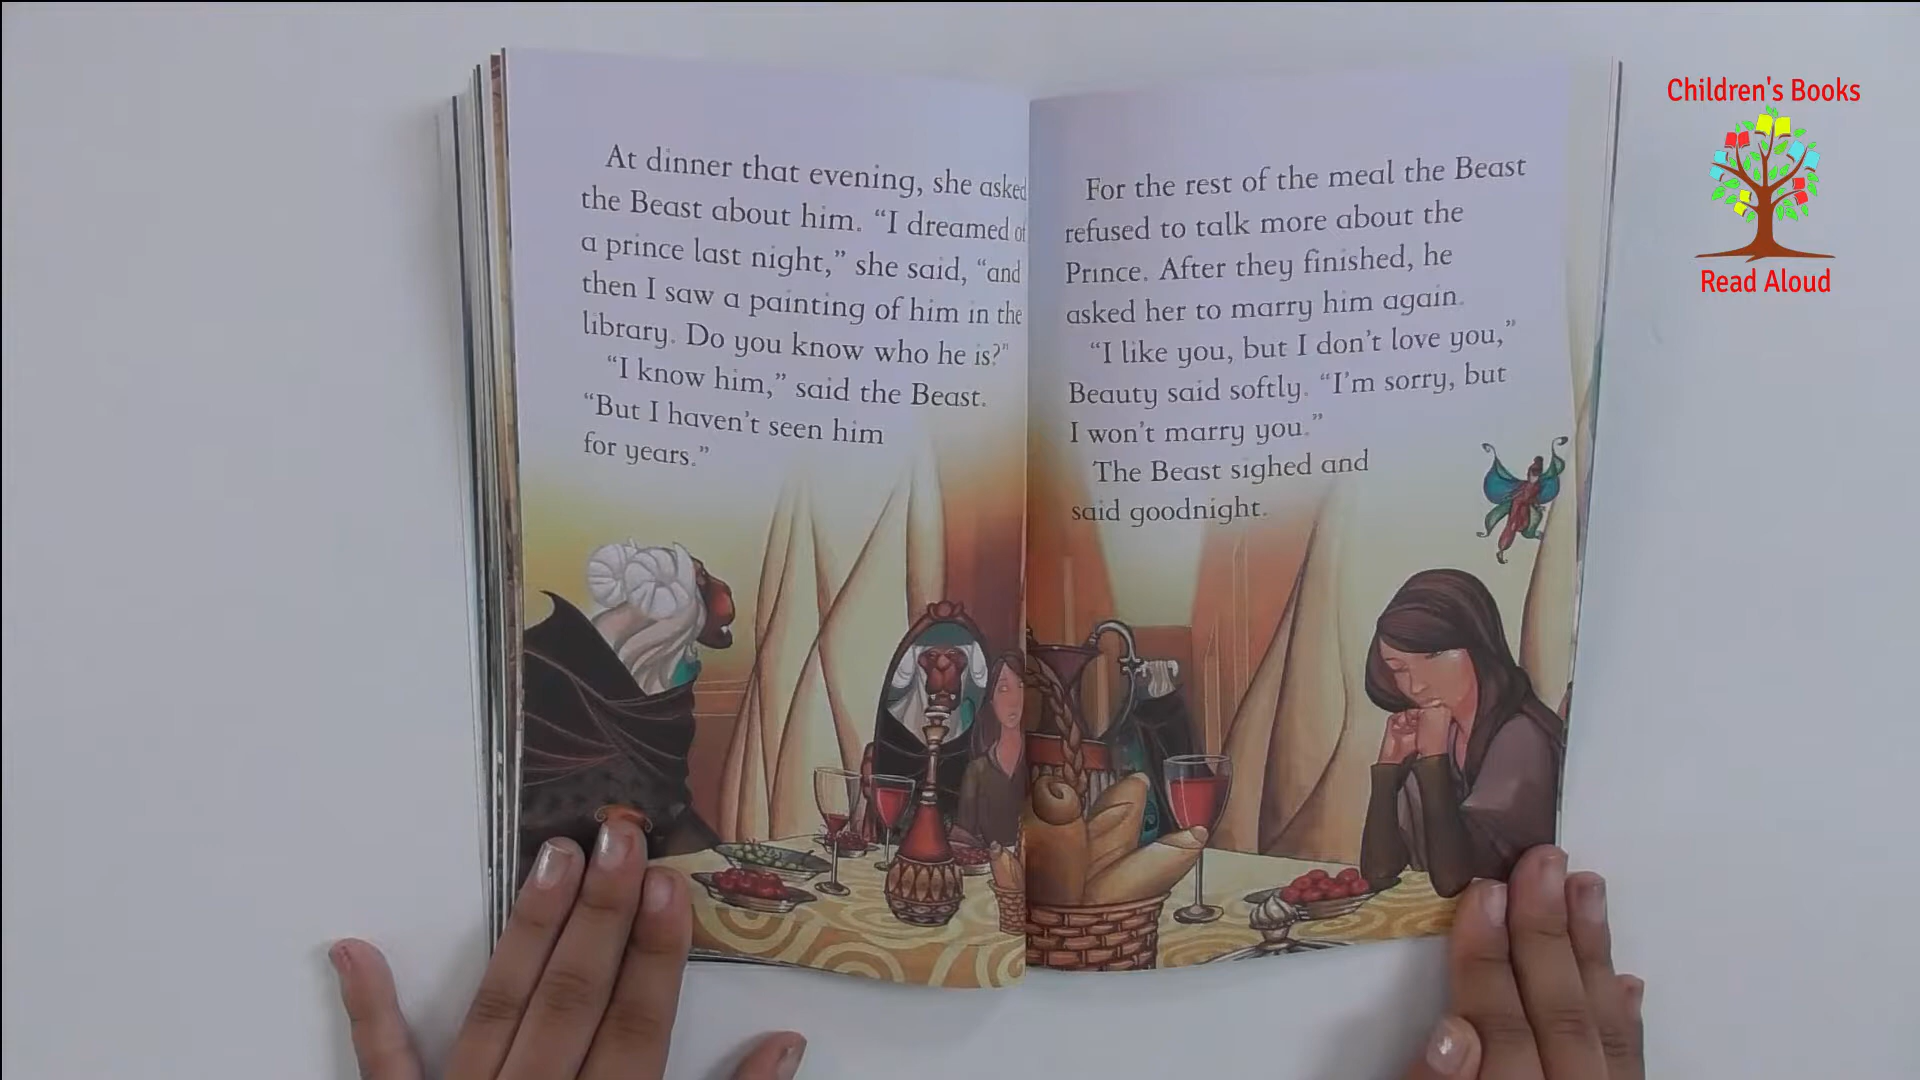 At dinner that evening, she asked
the Beast about him. “I dreamed of
a prince last night,” she said, “and
then I saw a painting of him in the
library. Do you know who he is?”
“I know him,” said the Beast.
“But I haven’t seen him
for years.”
For the rest of the meal the Beast
refused to talk more about the
Prince. After they finished, he
asked her to marry him again.
“I like you, but I don’t love you,”
Beauty said softly. “I’m sorry, but
I won’t marry you.”
The Beast sighed and
said goodnight.
Children's Books
Read Aloud